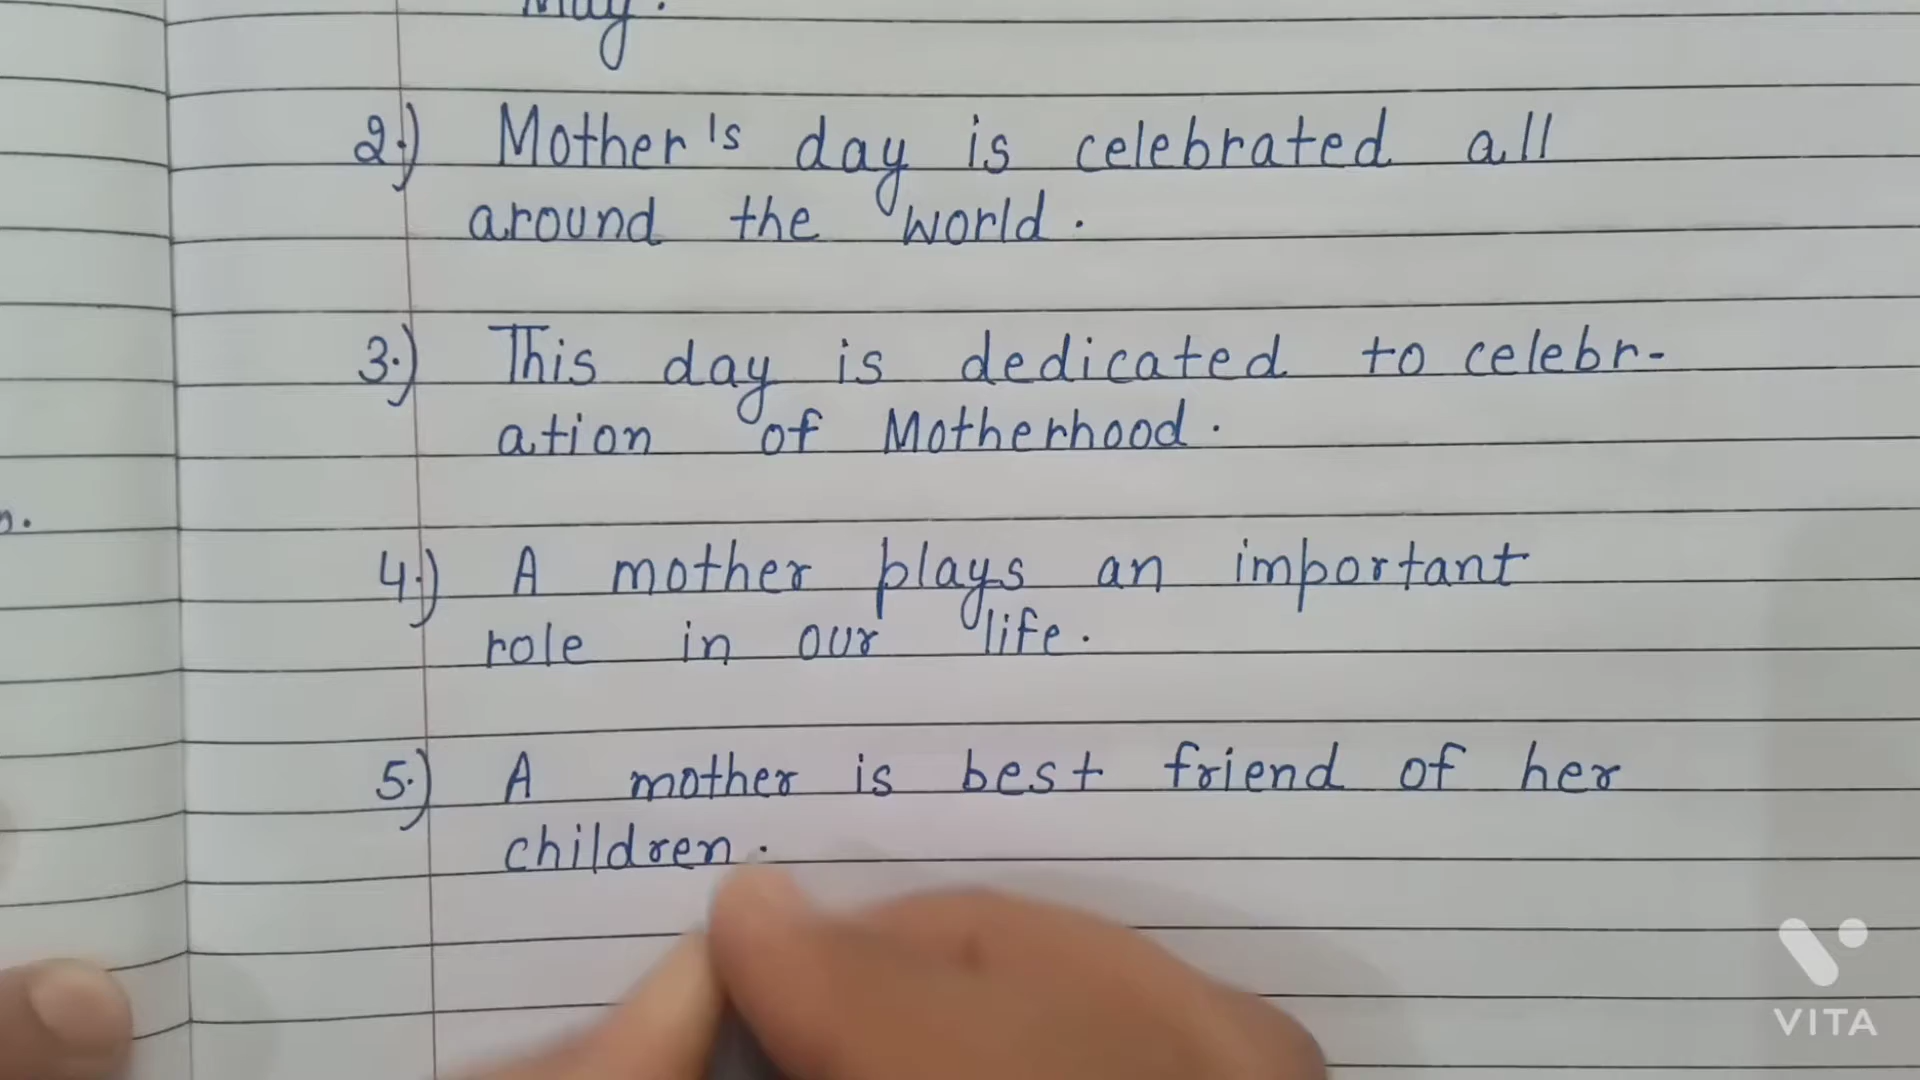 May.
2.) Mother's day is celebrated all
around the world.
3.) This day is dedicated to celebr-
ation of Motherhood.
4.) A mother plays an important
role in our life.
5.) A mother is best friend of her
children.
VITA